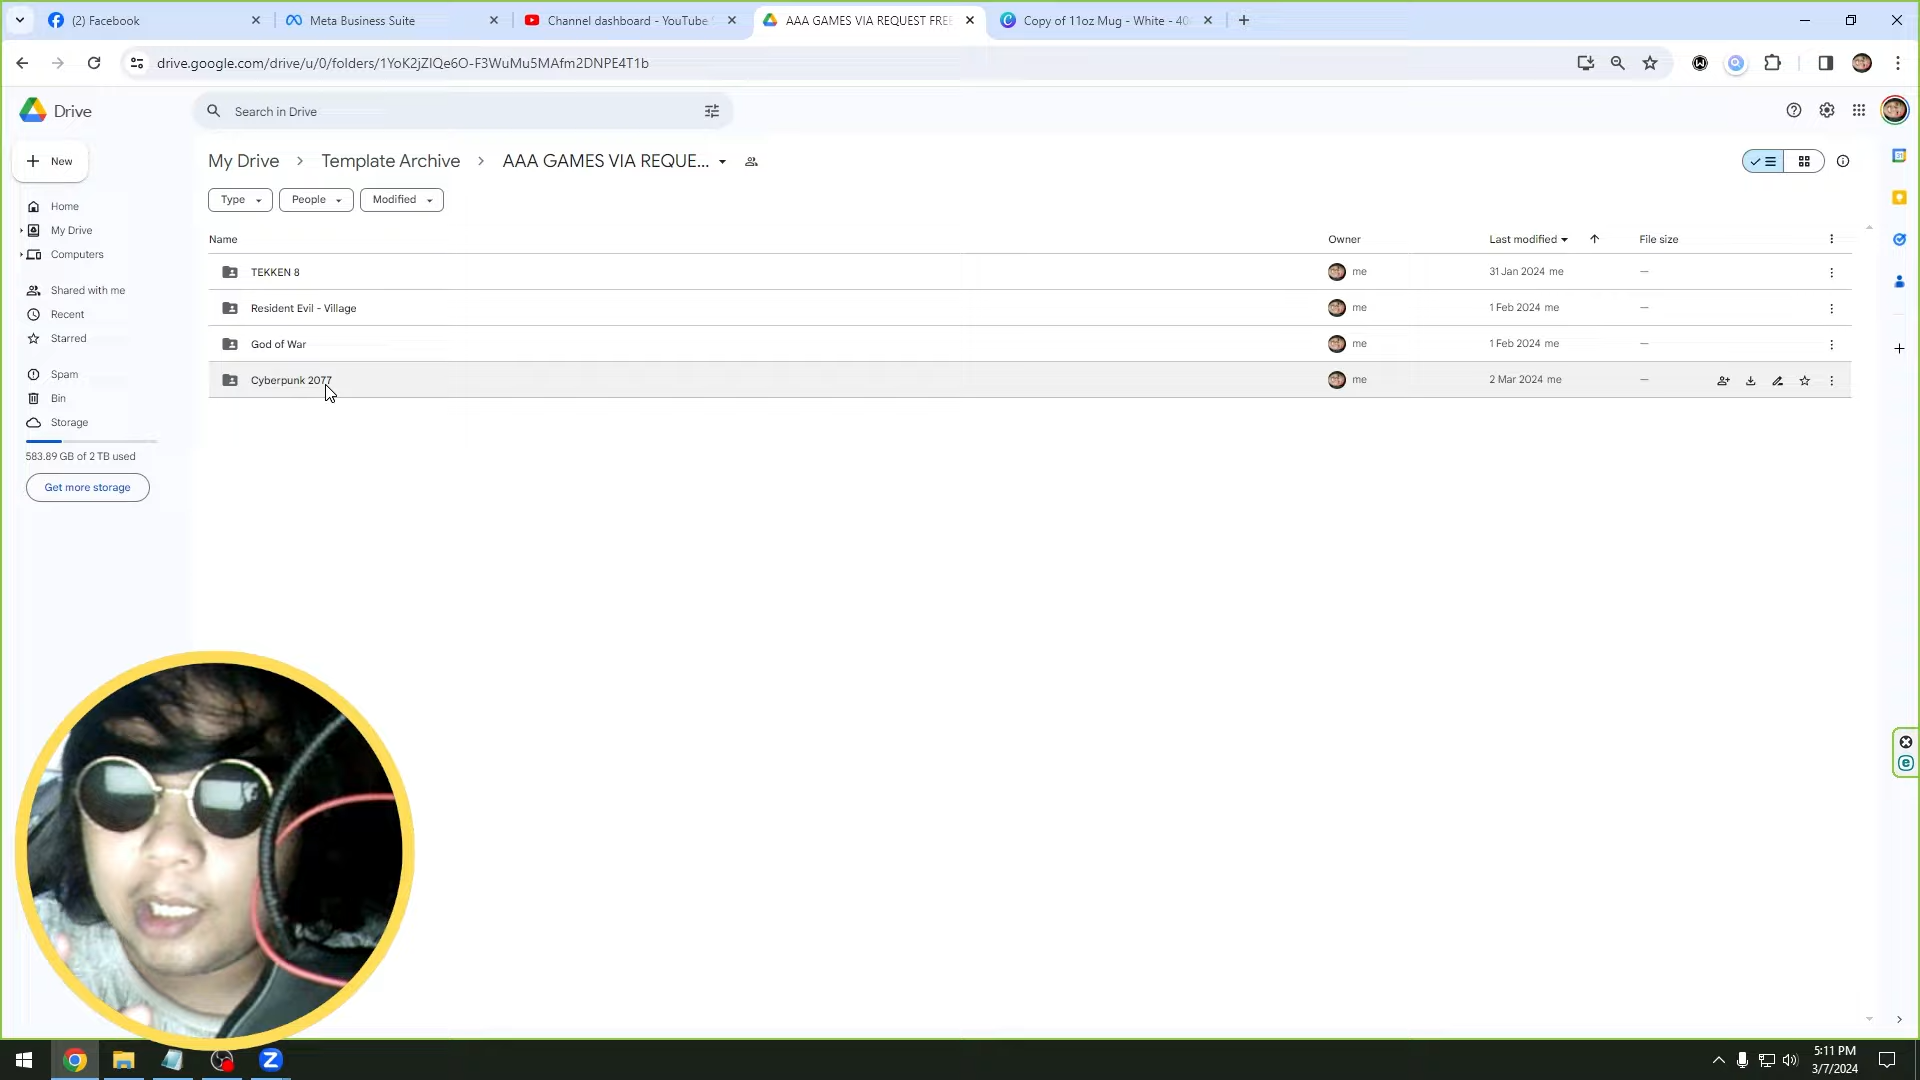 (2) Facebook
Meta Business Suite
Channel dashboard - YouTube
AAA GAMES VIA REQUEST FREE
Copy of 11oz Mug - White - 40
drive.google.com/drive/u/0/folders/1YoK2jZlQe6O-F3WuMu5MAfm2DNPE4T1b
Drive
Search in Drive
New
My Drive
Template Archive
AAA GAMES VIA REQUE...
Type
People
Modified
Home
My Drive
Computers
Shared with me
Recent
Starred
Spam
Bin
Storage
583.89 GB of 2 TB used
Get more storage
Name
Owner
Last modified
File size
TEKKEN 8
me
31 Jan 2024 me
—
Resident Evil - Village
me
1 Feb 2024 me
—
God of War
me
1 Feb 2024 me
—
Cyberpunk 2077
me
2 Mar 2024 me
—
5:11 PM
3/7/2024